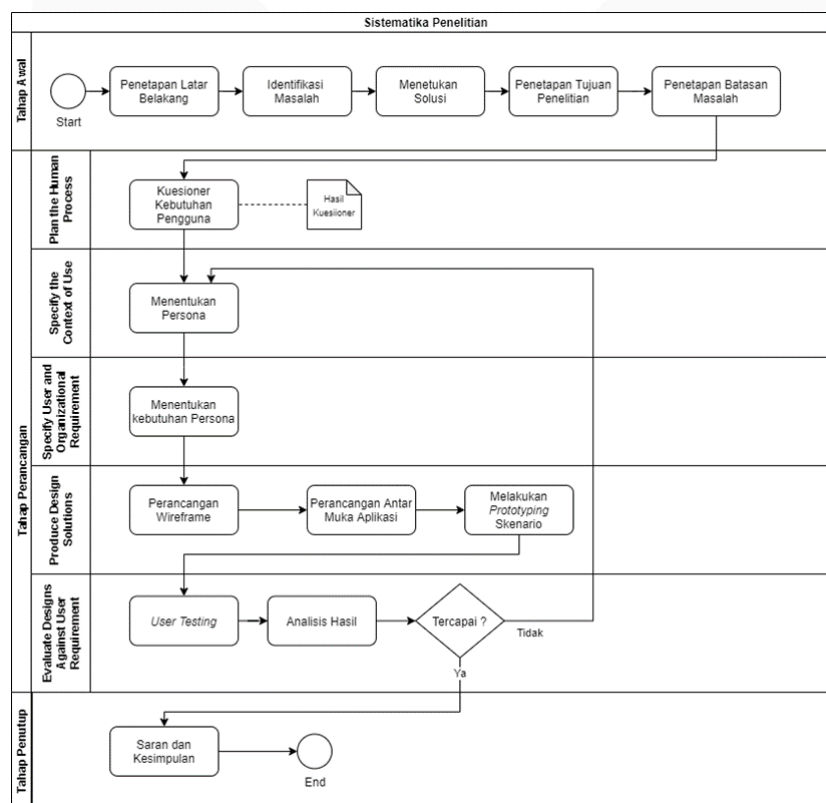 Sistematika Penelitian
Tahap Awal
Start
Penetapan Latar
Belakang
Identifikasi
Masalah
Menetukan
Solusi
Penetapan Tujuan
Penelitian
Penetapan Batasan
Masalah
Tahap Perancangan
Plan the Human
Process
Kuesioner
Kebutuhan
Pengguna
Hasil
Kuesiioner
Specify the
Context of Use
Menentukan
Persona
Specify User and
Organizational
Requirement
Menentukan
kebutuhan Persona
Produce Design
Solutions
Perancangan
Wireframe
Perancangan Antar
Muka Aplikasi
Melakukan
Prototyping
Skenario
Evaluate Designs
Against User
Requirement
User Testing
Analisis Hasil
Tercapai ?
Tidak
Ya
Tahap Penutup
Saran dan
Kesimpulan
End